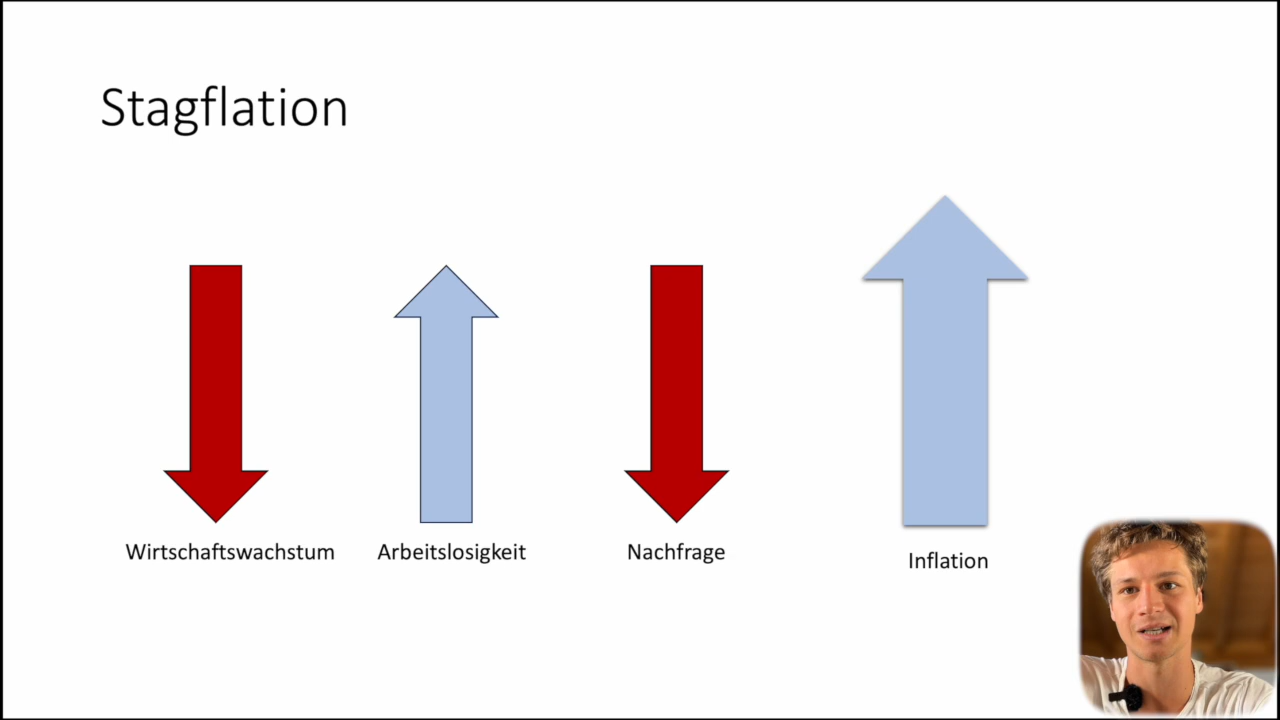 Stagflation
Wirtschaftswachstum
Arbeitslosigkeit
Nachfrage
Inflation